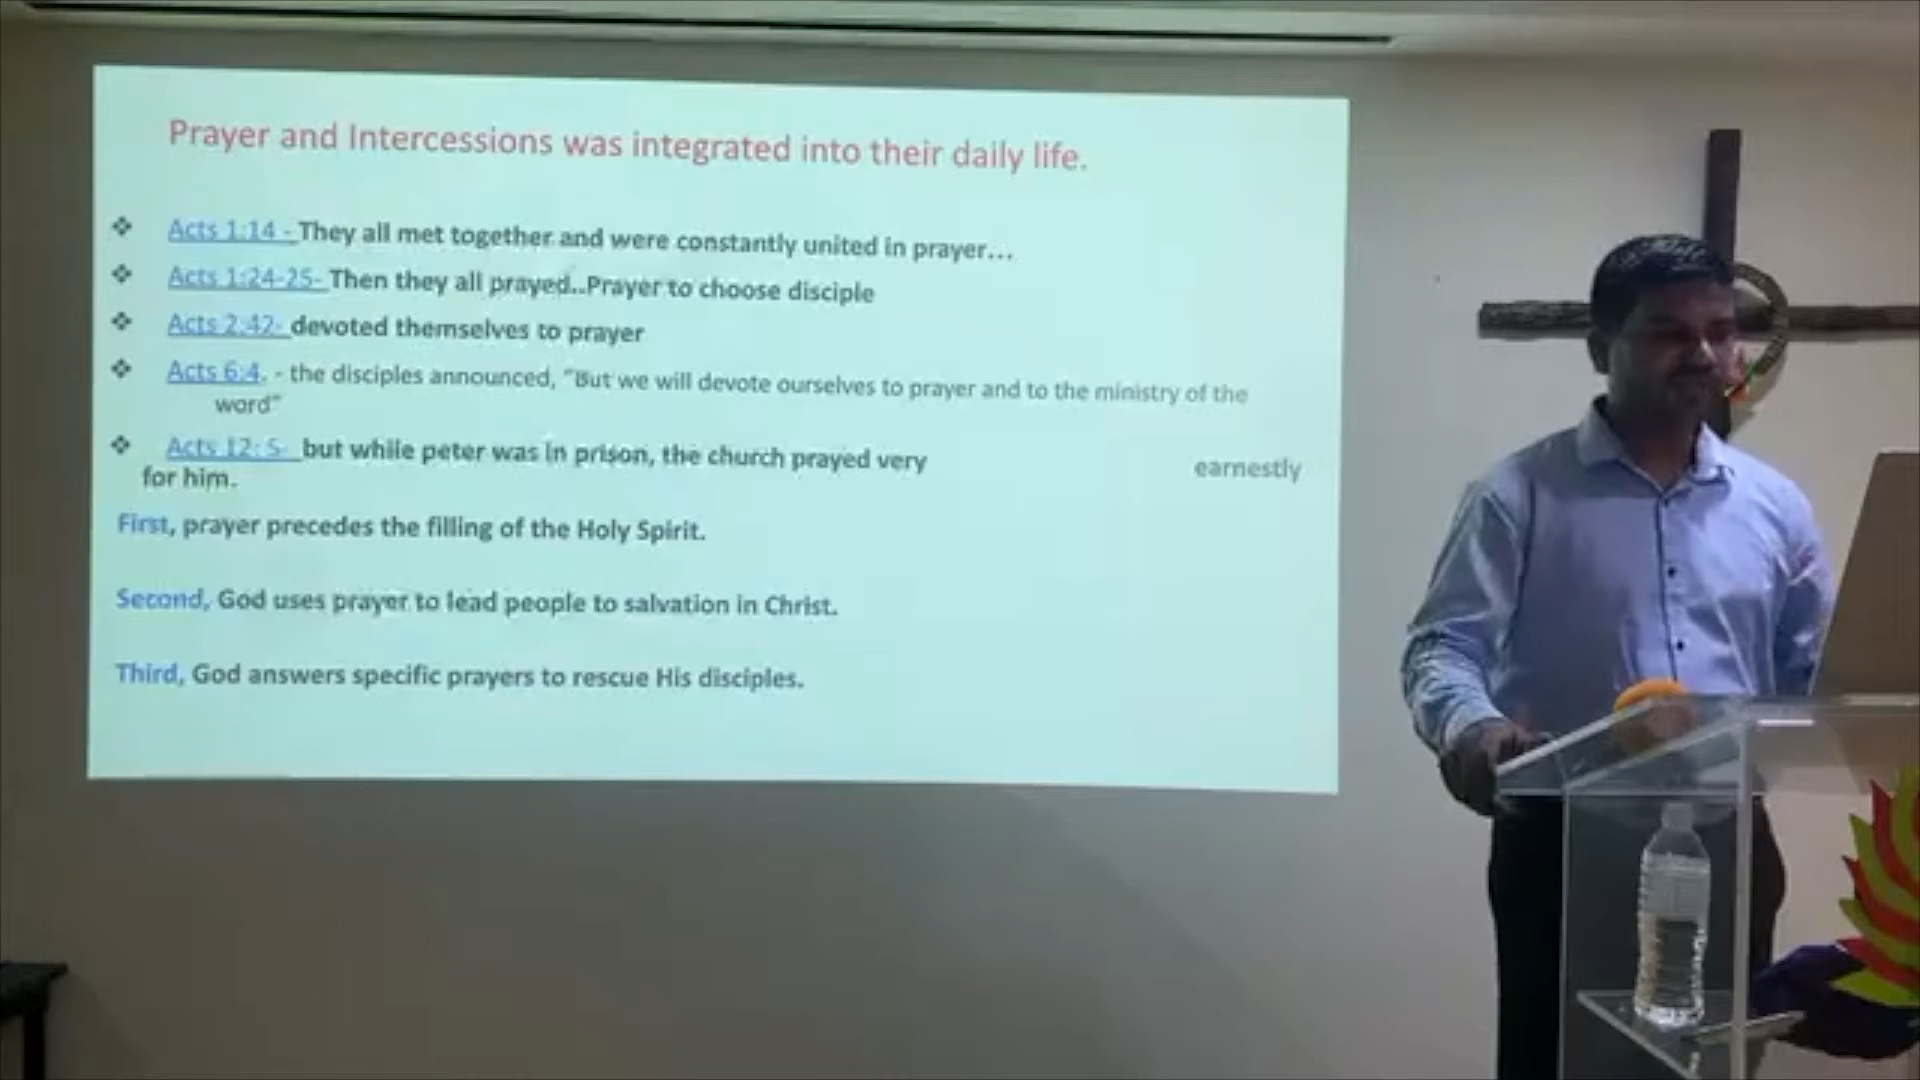 Prayer and Intercessions was integrated into their daily life.
❖ Acts 1:14 - They all met together and were constantly united in prayer...
❖ Acts 1:24-25- Then they all prayed..Prayer to choose disciple
❖ Acts 2:42- devoted themselves to prayer
❖ Acts 6:4. - the disciples announced, "But we will devote ourselves to prayer and to the ministry of the
word"
❖ Acts 12: 5- but while peter was in prison, the church prayed very earnestly
for him.
First, prayer precedes the filling of the Holy Spirit.
Second, God uses prayer to lead people to salvation in Christ.
Third, God answers specific prayers to rescue His disciples.